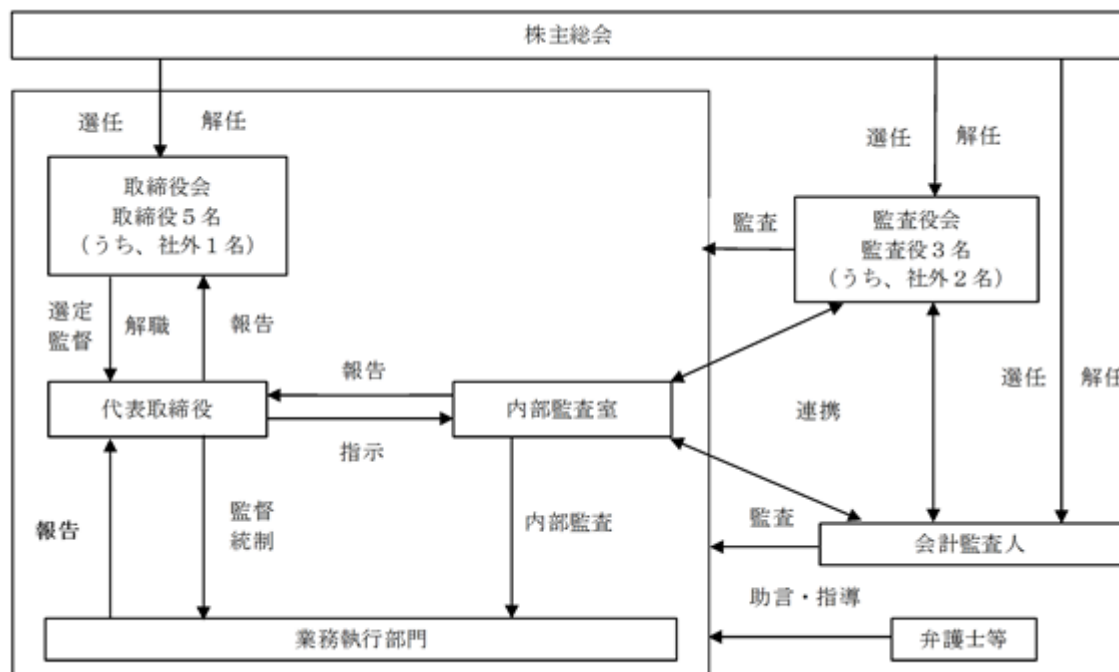 株主総会
選任
解任
選任
解任
取締役会
取締役5名
（うち、社外1名）
監査
監査役会
監査役3名
（うち、社外2名）
選定
監督
解職
報告
報告
選任
解任
代表取締役
内部監査室
連携
指示
報告
監督
統制
内部監査
監査
会計監査人
助言・指導
業務執行部門
弁護士等